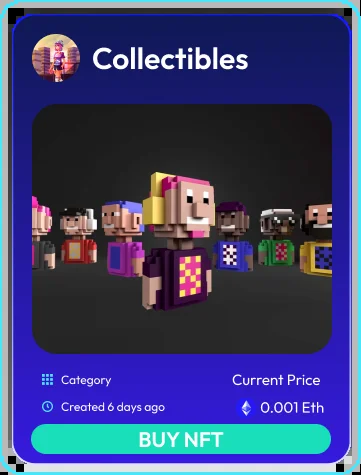 Collectibles
Category
Current Price
Created 6 days ago
0.001 Eth
BUY NFT